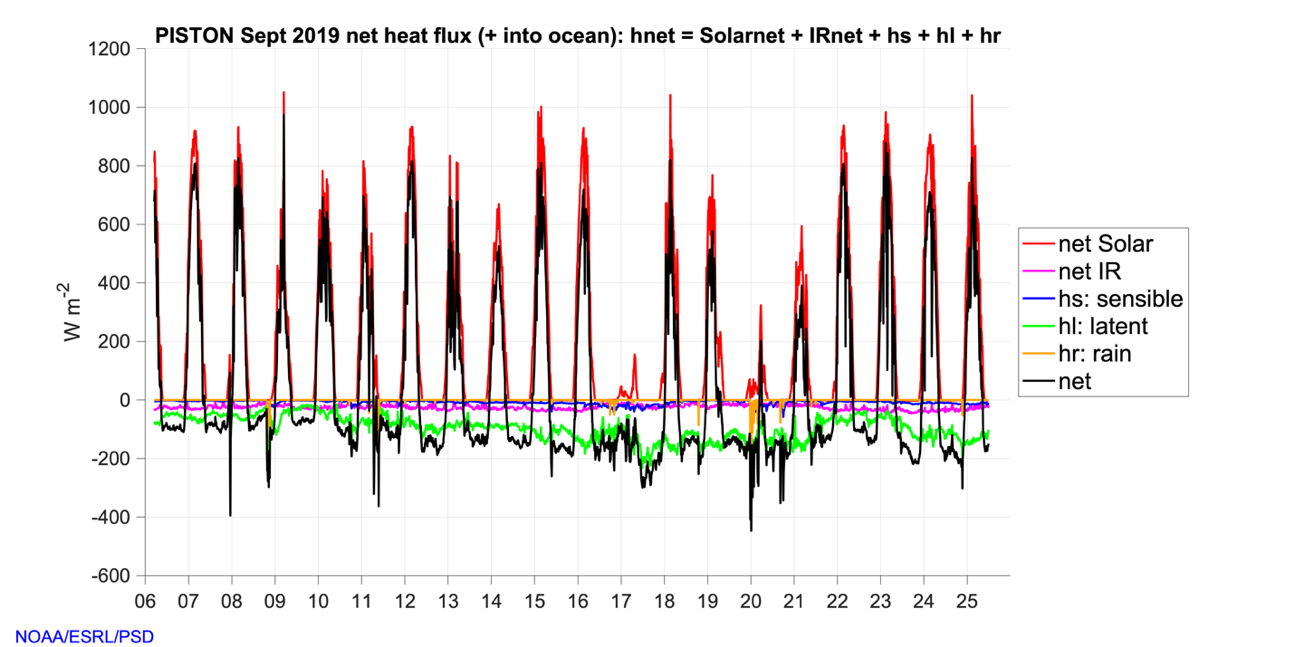 PISTON Sept 2019 net heat flux (+ into ocean): hnet = Solarnet + IRnet + hs + hl + hr
1200
1000
800
600
400
200
0
-200
-400
-600
W m-2
06 07 08 09 10 11 12 13 14 15 16 17 18 19 20 21 22 23 24 25
net Solar
net IR
hs: sensible
hl: latent
hr: rain
net
NOAA/ESRL/PSD